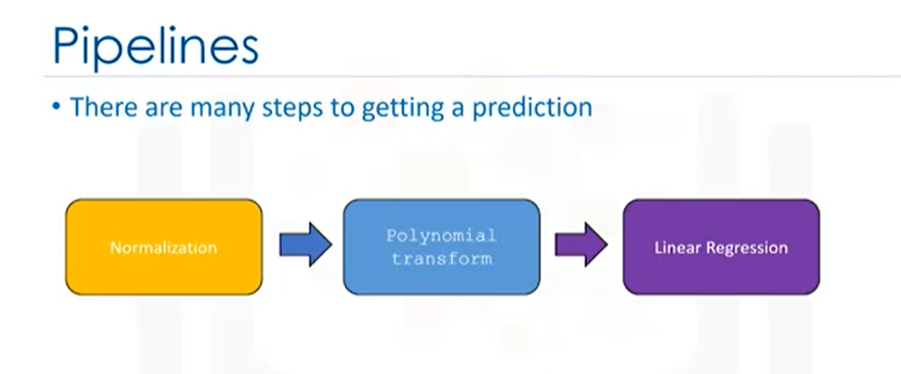 Pipelines
• There are many steps to getting a prediction
Normalization
Polynomial
transform
Linear Regression